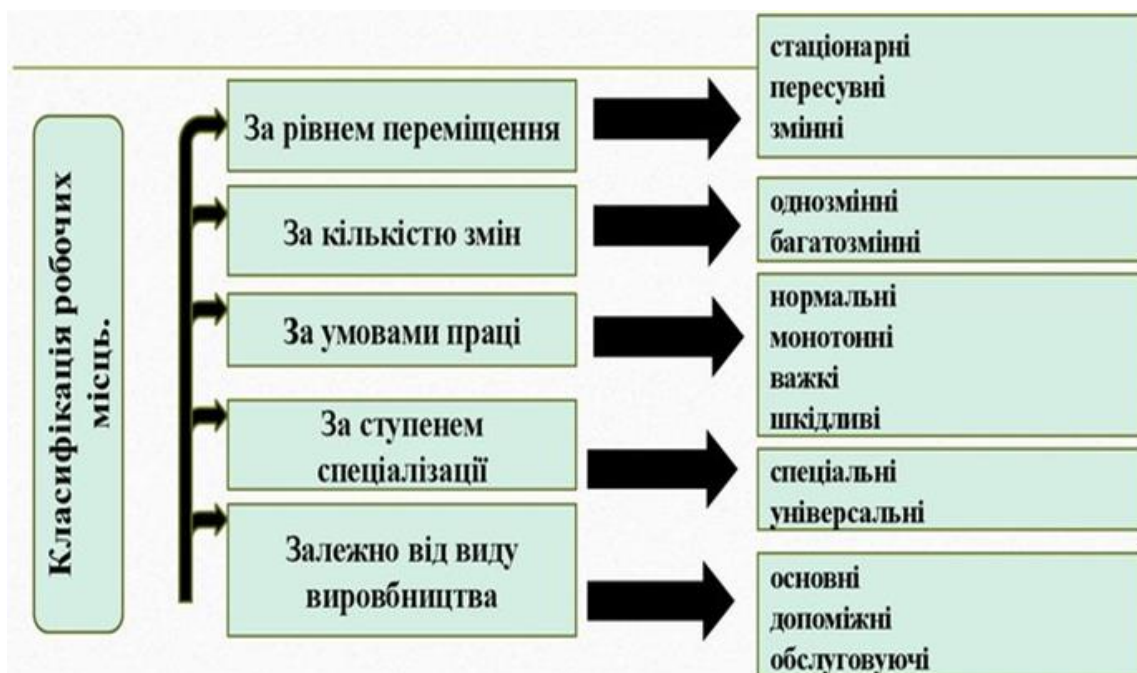 Класифікація робочих
місць.
За рівнем переміщення
стаціонарні
пересувні
змінні
За кількістю змін
однозмінні
багатозмінні
За умовами праці
нормальні
монотонні
важкі
шкідливі
За ступенем
спеціалізації
спеціальні
універсальні
Залежно від виду
вировбництва
основні
допоміжні
обслуговуючі